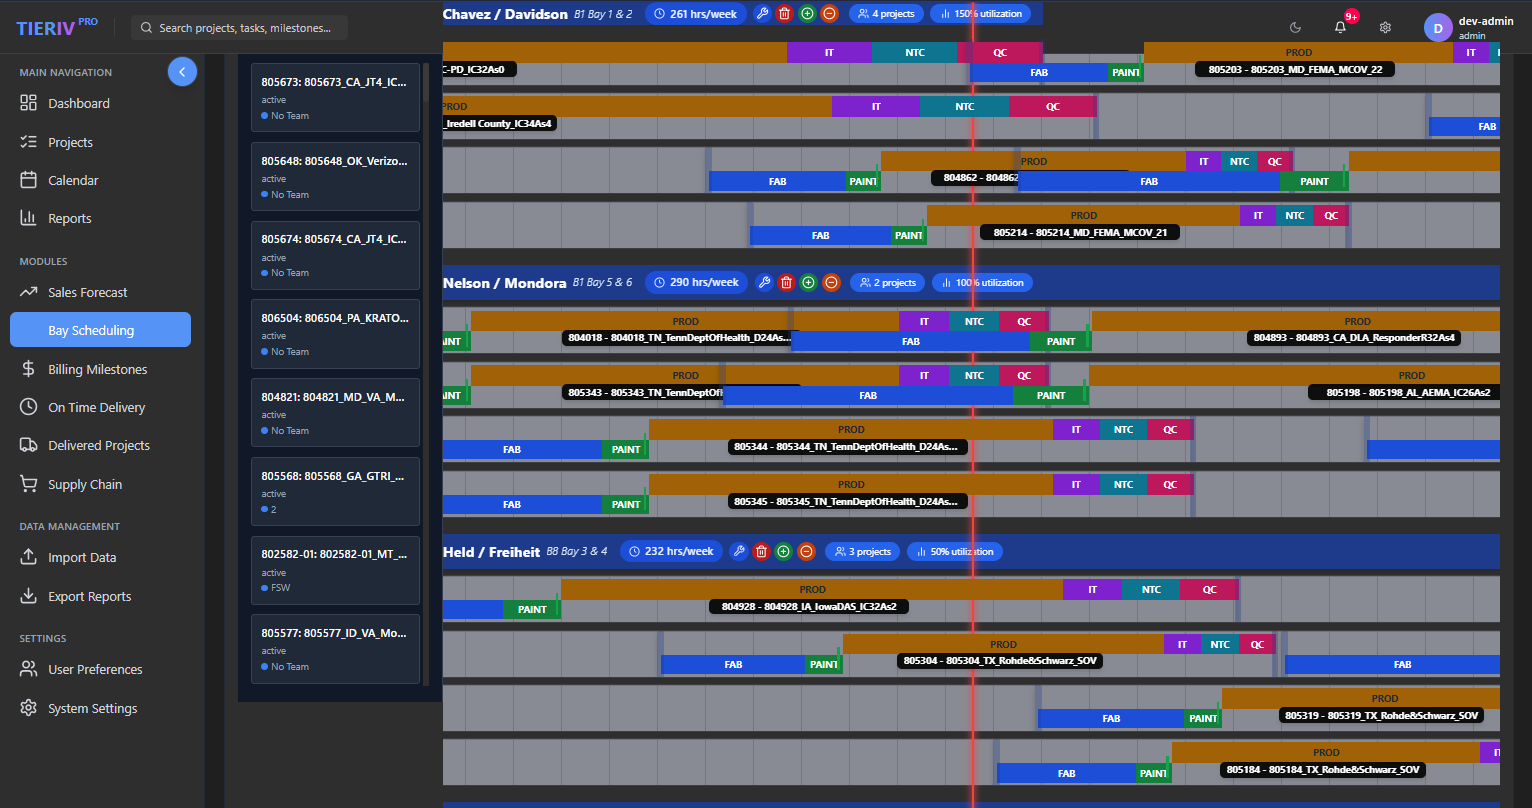 TIERIV PRO
Search projects, tasks, milestones...
9+
D
dev-admin
admin
MAIN NAVIGATION
Dashboard
Projects
Calendar
Reports
MODULES
Sales Forecast
Bay Scheduling
Billing Milestones
On Time Delivery
Delivered Projects
Supply Chain
DATA MANAGEMENT
Import Data
Export Reports
SETTINGS
User Preferences
System Settings
805673: 805673_CA_JT4_IC...
active
No Team
805648: 805648_OK_Verizo...
active
No Team
805674: 805674_CA_JT4_IC...
active
No Team
806504: 806504_PA_KRATO...
active
No Team
804821: 804821_MD_VA_M...
active
No Team
805568: 805568_GA_GTRI_...
active
2
802582-01: 802582-01_MT_...
active
FSW
805577: 805577_ID_VA_Mo...
active
No Team
Chavez / Davidson B1 Bay 1 & 2 261 hrs/week 4 projects 150% utilization
IT NTC QC PROD IT
C-PD_IC32As0 FAB PAINT 805203 - 805203_MD_FEMA_MCOV_22
PROD IT NTC QC
_Iredell County_IC34As4 FAB
PROD IT NTC QC
FAB PAINT 804862 - 804862 FAB PAINT
PROD IT NTC QC
FAB PAINT 805214 - 805214_MD_FEMA_MCOV_21
Nelson / Mondora B1 Bay 5 & 6 290 hrs/week 2 projects 100% utilization
PROD IT NTC QC PROD
INT 804018 - 804018_TN_TennDeptOfHealth_D24As... FAB PAINT 804893 - 804893_CA_DLA_ResponderR32As4
PROD IT NTC QC PROD
INT 805343 - 805343_TN_TennDeptOfH FAB PAINT 805198 - 805198_AL_AEMA_IC26As2
PROD IT NTC QC
FAB PAINT 805344 - 805344_TN_TennDeptOfHealth_D24As...
PROD IT NTC QC
FAB PAINT 805345 - 805345_TN_TennDeptOfHealth_D24As...
Held / Freiheit B8 Bay 3 & 4 232 hrs/week 3 projects 50% utilization
PROD IT NTC QC
PAINT 804928 - 804928_IA_IowaDAS_IC32As2
PROD IT NTC QC
FAB PAINT 805304 - 805304_TX_Rohde&Schwarz_SOV FAB
PROD
FAB PAINT 805319 - 805319_TX_Rohde&Schwarz_SOV
PROD
FAB PAINT 805184 - 805184_TX_Rohde&Schwarz_SOV